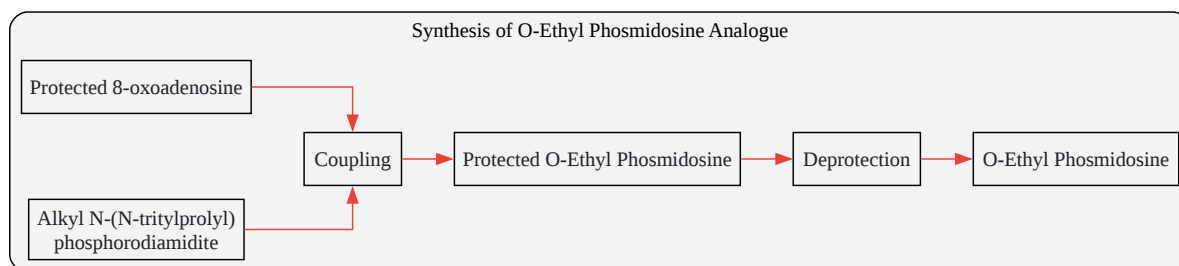 Synthesis of O-Ethyl Phosmidosine Analogue
Protected 8-oxoadenosine
Coupling
Protected O-Ethyl Phosmidosine
Deprotection
O-Ethyl Phosmidosine
Alkyl N-(N-tritylprolyl)
phosphorodiamidite